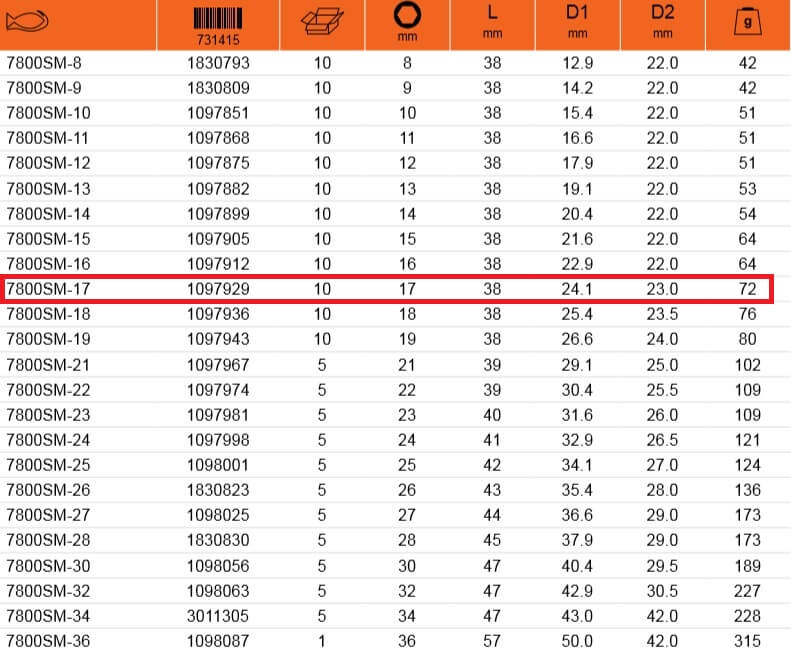 731415 mm L mm D1 mm D2 mm g
7800SM-8 1830793 10 8 38 12.9 22.0 42
7800SM-9 1830809 10 9 38 14.2 22.0 42
7800SM-10 1097851 10 10 38 15.4 22.0 51
7800SM-11 1097868 10 11 38 16.6 22.0 51
7800SM-12 1097875 10 12 38 17.9 22.0 51
7800SM-13 1097882 10 13 38 19.1 22.0 53
7800SM-14 1097899 10 14 38 20.4 22.0 54
7800SM-15 1097905 10 15 38 21.6 22.0 64
7800SM-16 1097912 10 16 38 22.9 22.0 64
7800SM-17 1097929 10 17 38 24.1 23.0 72
7800SM-18 1097936 10 18 38 25.4 23.5 76
7800SM-19 1097943 10 19 38 26.6 24.0 80
7800SM-21 1097967 5 21 39 29.1 25.0 102
7800SM-22 1097974 5 22 39 30.4 25.5 109
7800SM-23 1097981 5 23 40 31.6 26.0 109
7800SM-24 1097998 5 24 41 32.9 26.5 121
7800SM-25 1098001 5 25 42 34.1 27.0 124
7800SM-26 1830823 5 26 43 35.4 28.0 136
7800SM-27 1098025 5 27 44 36.6 29.0 173
7800SM-28 1830830 5 28 45 37.9 29.0 173
7800SM-30 1098056 5 30 47 40.4 29.5 189
7800SM-32 1098063 5 32 47 42.9 30.5 227
7800SM-34 3011305 5 34 47 43.0 42.0 228
7800SM-36 1098087 1 36 57 50.0 42.0 315